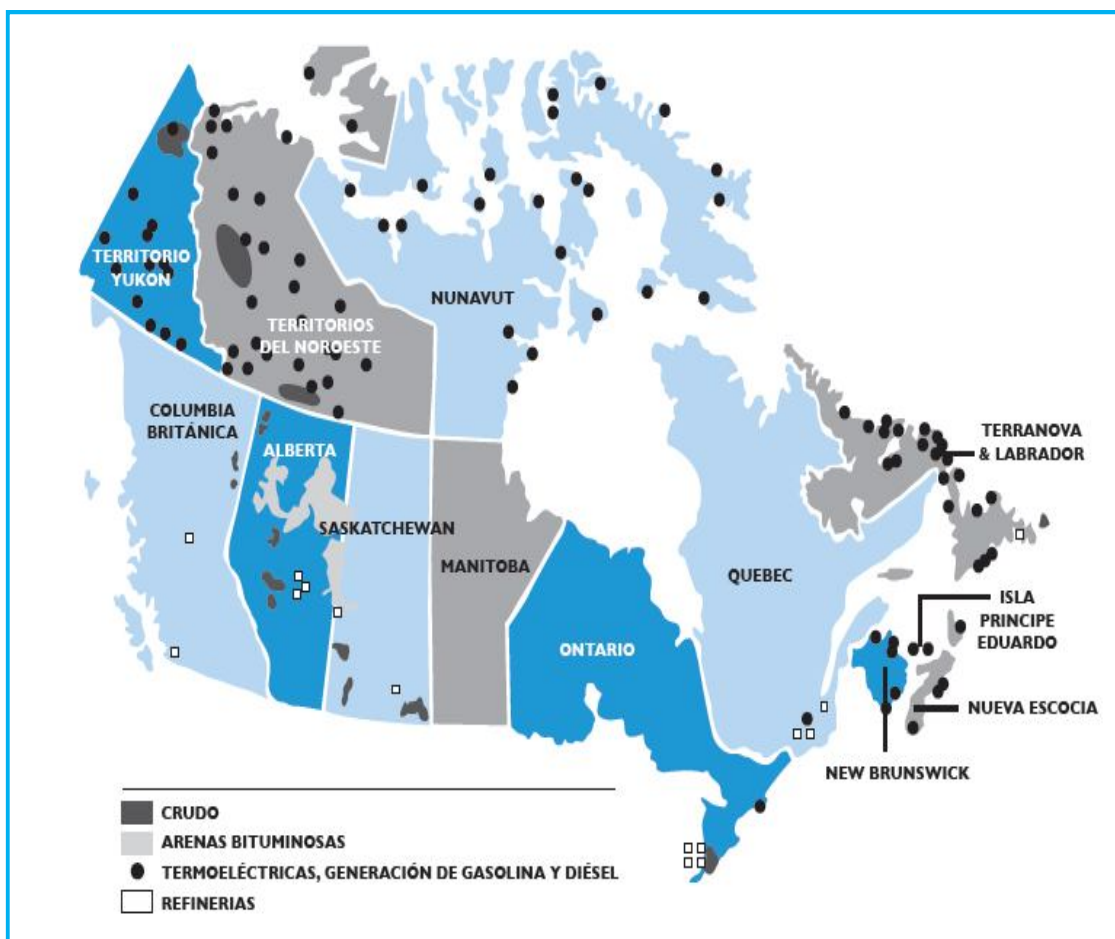 TERRITORIO
YUKON
TERRITORIOS
DEL NOROESTE
NUNAVUT
COLUMBIA
BRITÁNICA
ALBERTA
SASKATCHEWAN
MANITOBA
ONTARIO
QUEBEC
TERRANOVA
& LABRADOR
ISLA
PRINCIPE
EDUARDO
NUEVA ESCOCIA
NEW BRUNSWICK
CRUDO
ARENAS BITUMINOSAS
TERMOELÉCTRICAS, GENERACIÓN DE GASOLINA Y DIÉSEL
REFINERIAS